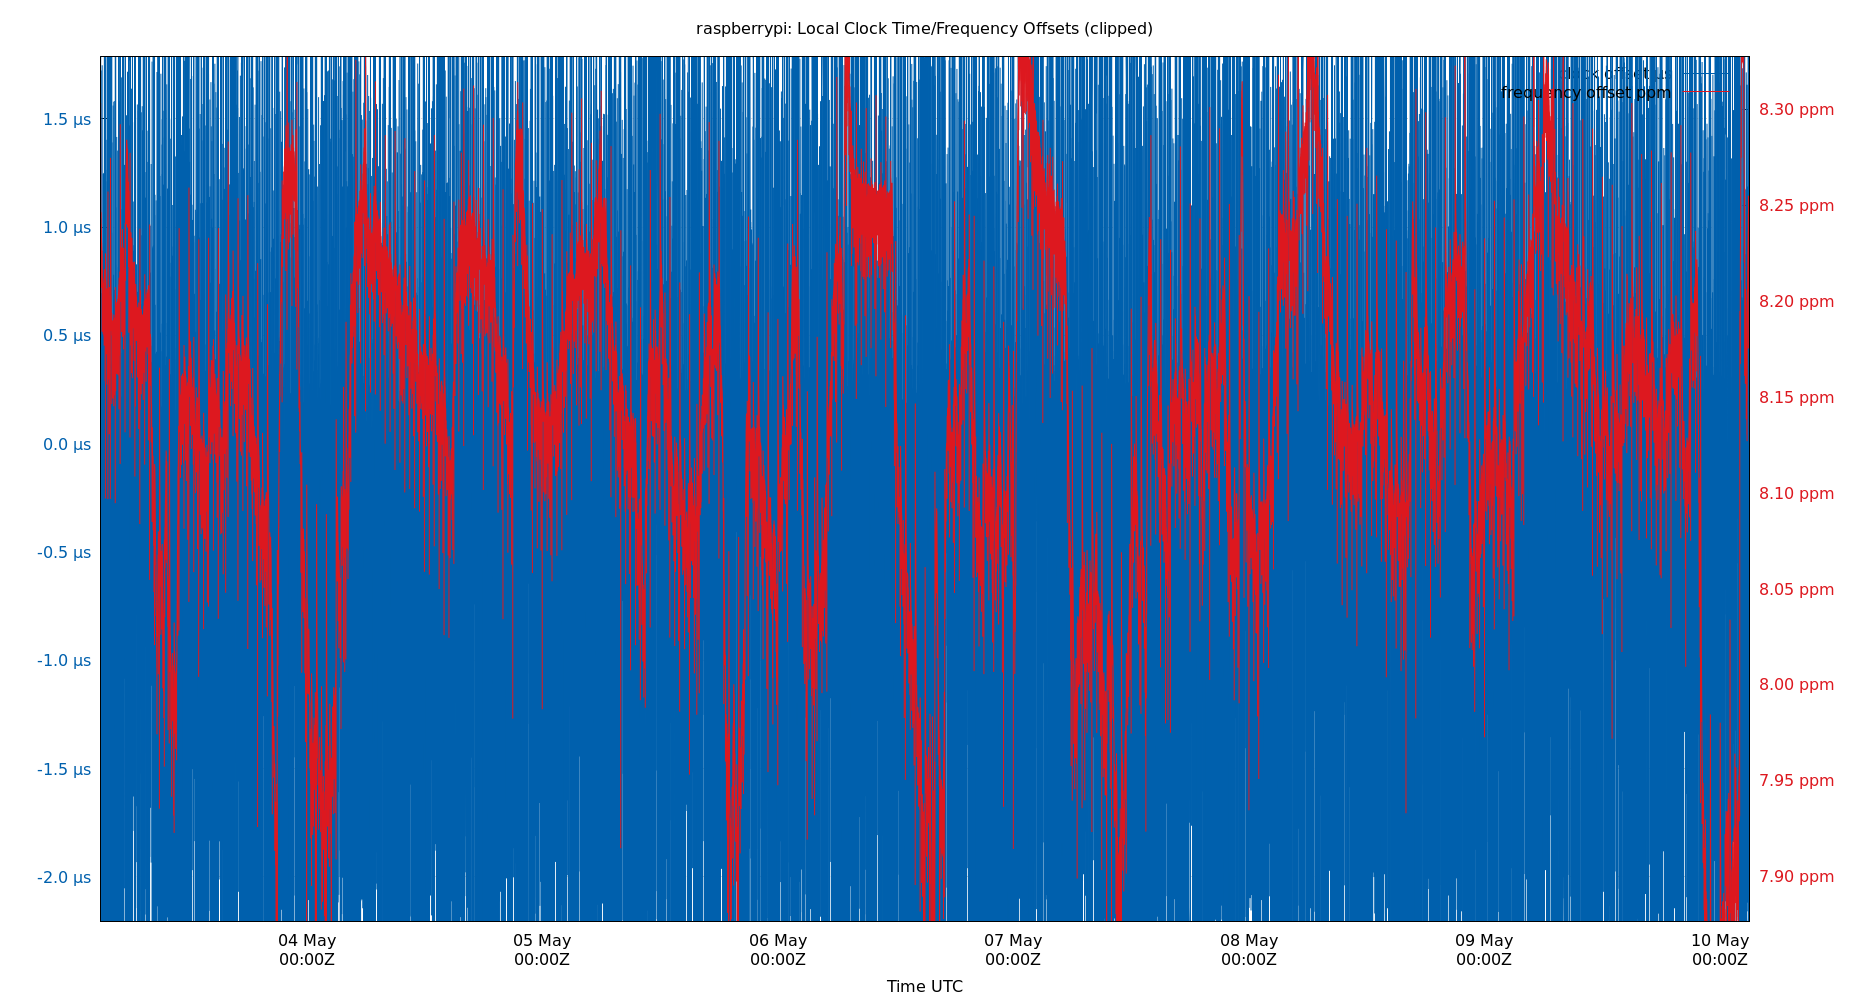 raspberrypi: Local Clock Time/Frequency Offsets (clipped)
clock offset µs
frequency offset ppm
1.5 µs
1.0 µs
0.5 µs
0.0 µs
-0.5 µs
-1.0 µs
-1.5 µs
-2.0 µs
8.30 ppm
8.25 ppm
8.20 ppm
8.15 ppm
8.10 ppm
8.05 ppm
8.00 ppm
7.95 ppm
7.90 ppm
04 May
00:00Z
05 May
00:00Z
06 May
00:00Z
07 May
00:00Z
08 May
00:00Z
09 May
00:00Z
10 May
00:00Z
Time UTC